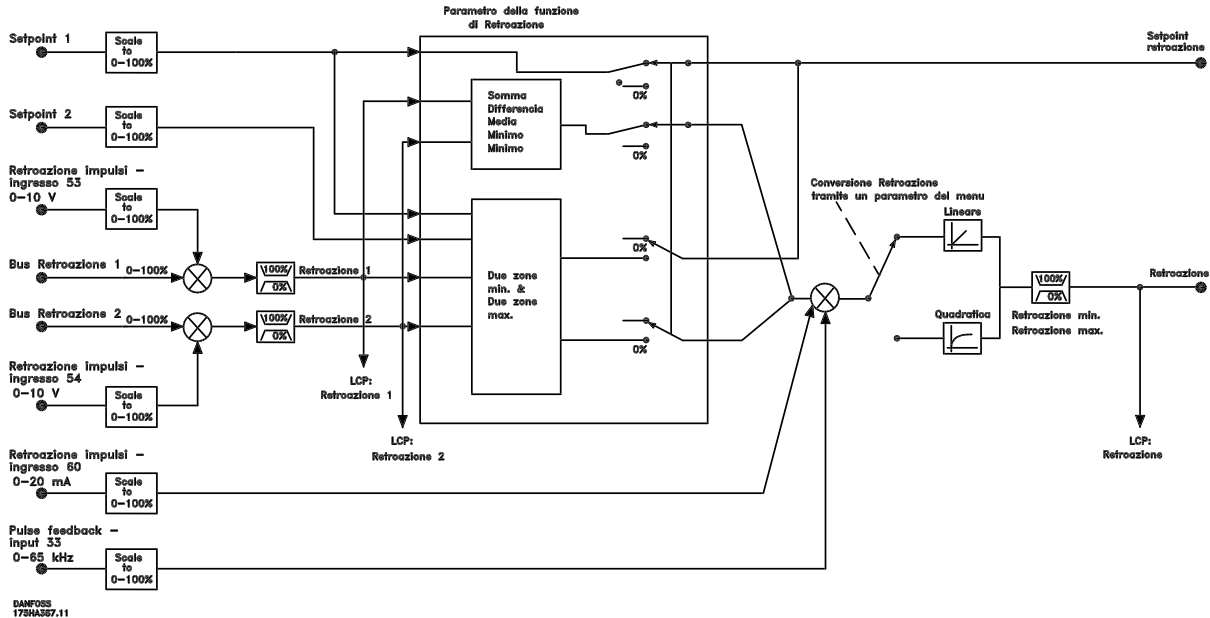 Parametro della funzione
di Retroazione
Setpoint 1
Scale
to
0-100%
Setpoint
retroazione
0%
Somma
Differencia
Media
Minimo
Minimo
0%
Setpoint 2
Scale
to
0-100%
Retroazione impulsi -
ingresso 53
0-10 V
Scale
to
0-100%
Conversione Retroazione
tramite un parametro del menu
Lineare
Bus Retroazione 1
0-100%
100%
0%
Retroazione 1
Due zone
min. &
Due zone
max.
0%
0%
100%
0%
Retroazione
Bus Retroazione 2
0-100%
100%
0%
Retroazione 2
Quadratica
Retroazione min.
Retroazione max.
Retroazione impulsi -
ingresso 54
0-10 V
Scale
to
0-100%
LCP:
Retroazione 1
LCP:
Retroazione 2
LCP:
Retroazione
Retroazione impulsi -
ingresso 60
0-20 mA
Scale
to
0-100%
Pulse feedback -
input 33
0-65 kHz
Scale
to
0-100%
DANFOSS
175HA387.11